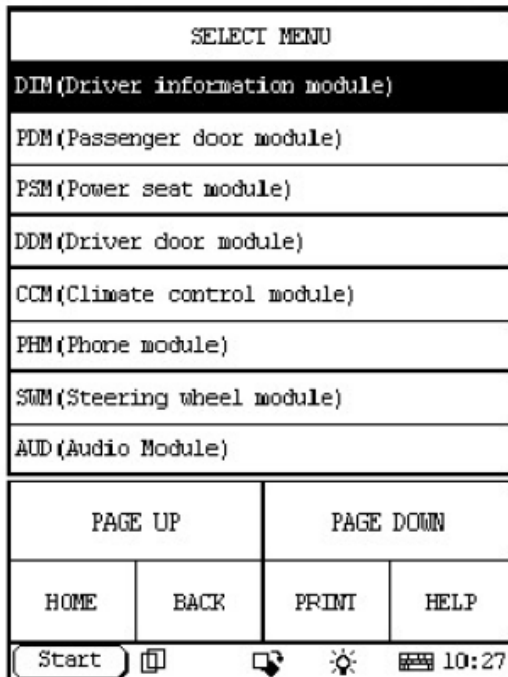 SELECT MENU
DIM(Driver information module)
PDM(Passenger door module)
PSM(Power seat module)
DDM(Driver door module)
CCM(Climate control module)
PHM(Phone module)
SWM(Steering wheel module)
AUD(Audio Module)
PAGE UP PAGE DOWN
HOME BACK PRINT HELP
Start 10:27